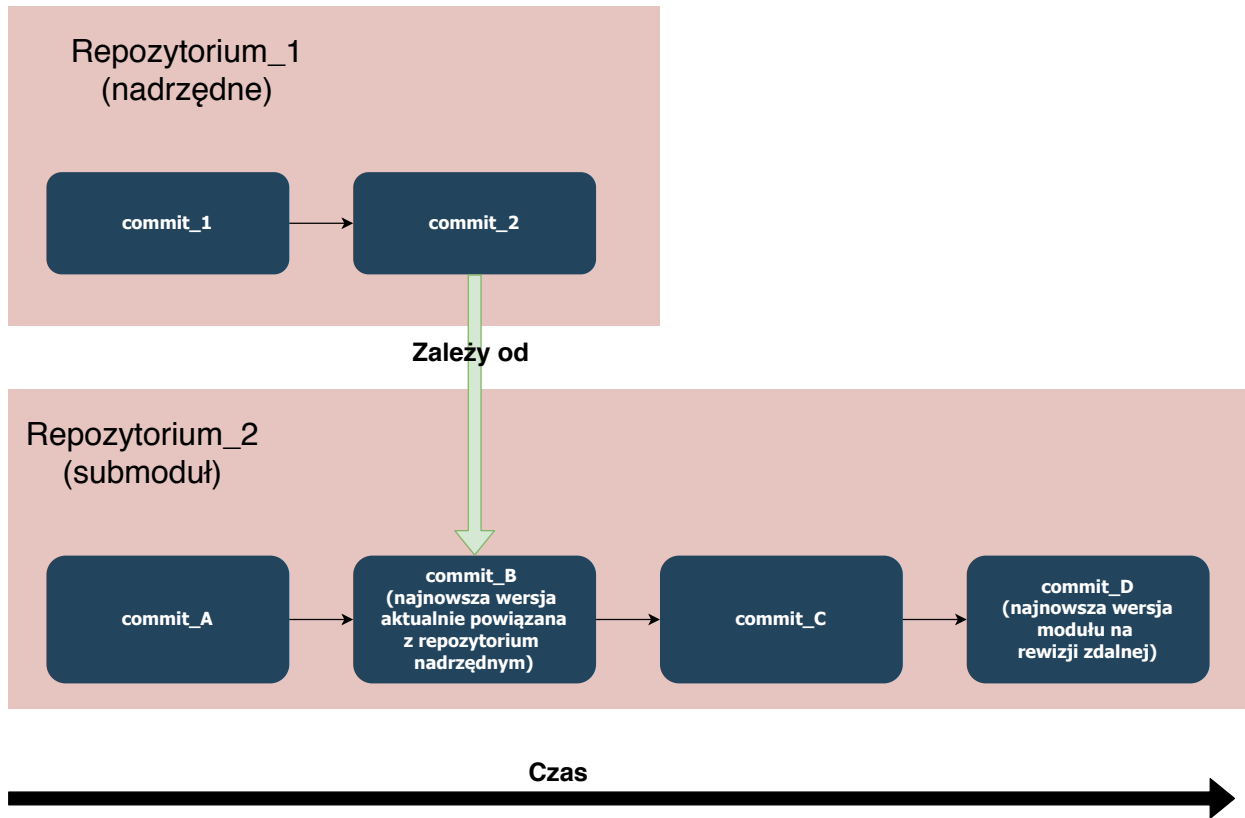 Repozytorium_1
(nadrzędne)
commit_1
commit_2
Zależy od
Repozytorium_2
(submoduł)
commit_A
commit_B
(najnowsza wersja
aktualnie powiązana
z repozytorium
nadrzędnym)
commit_C
commit_D
(najnowsza wersja
modułu na
rewizji zdalnej)
Czas